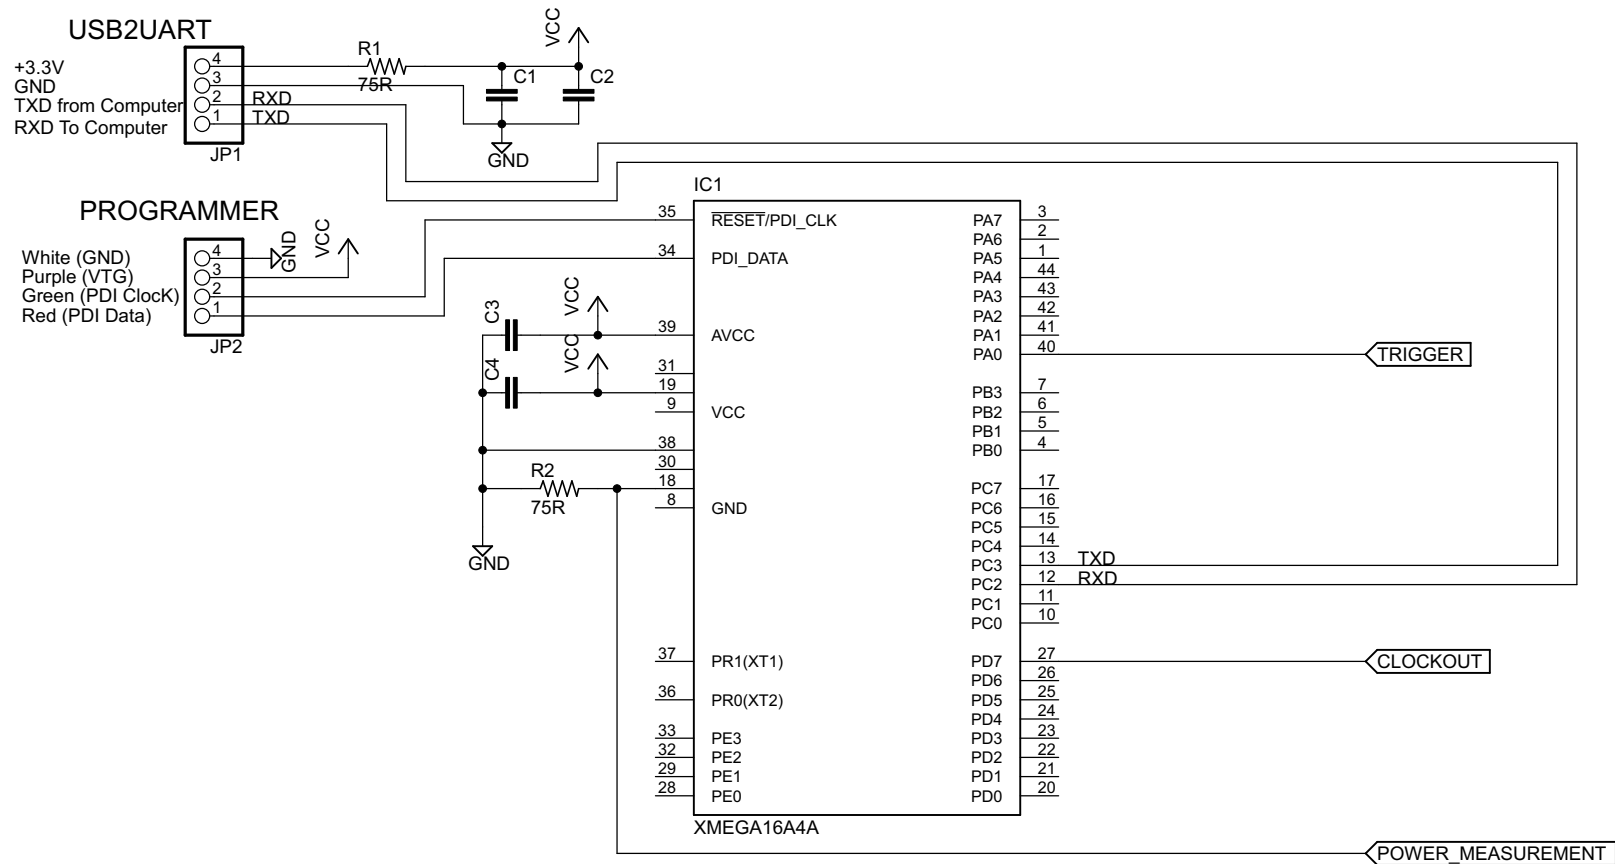 USB2UART
+3.3V
GND
TXD from Computer
RXD To Computer
4
3
2
1
RXD
TXD
JP1
R1
75R
C1
C2
VCC
GND
PROGRAMMER
White (GND)
Purple (VTG)
Green (PDI ClocK)
Red (PDI Data)
4
3
2
1
JP2
GND
VCC
IC1
35 RESET/PDI_CLK
34 PDI_DATA
C3
VCC
39 AVCC
C4
VCC
31
19
9 VCC
38
30
R2
75R
18
8 GND
GND
37 PR1(XT1)
36 PR0(XT2)
33 PE3
32 PE2
29 PE1
28 PE0
PA7 3
PA6 2
PA5 1
PA4 44
PA3 43
PA2 42
PA1 41
PA0 40
TRIGGER
PB3 7
PB2 6
PB1 5
PB0 4
PC7 17
PC6 16
PC5 15
PC4 14
PC3 13 TXD
PC2 12 RXD
PC1 11
PC0 10
PD7 27
CLOCKOUT
PD6 26
PD5 25
PD4 24
PD3 23
PD2 22
PD1 21
PD0 20
XMEGA16A4A
POWER_MEASUREMENT